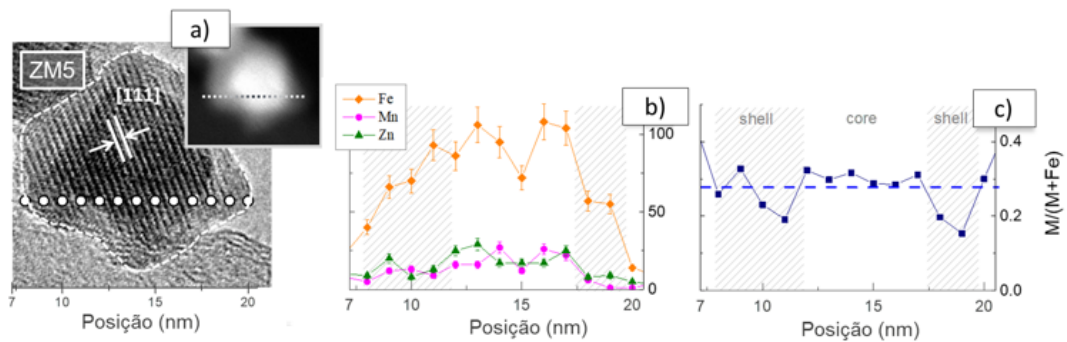 a)
ZM5
[111]
7 10 15 20
Posição (nm)
b)
Fe
Mn
Zn
100
50
0
7 10 15 20
Posição (nm)
c)
shell core shell
0.4
0.2
0.0
M/(M+Fe)
7 10 15 20
Posição (nm)